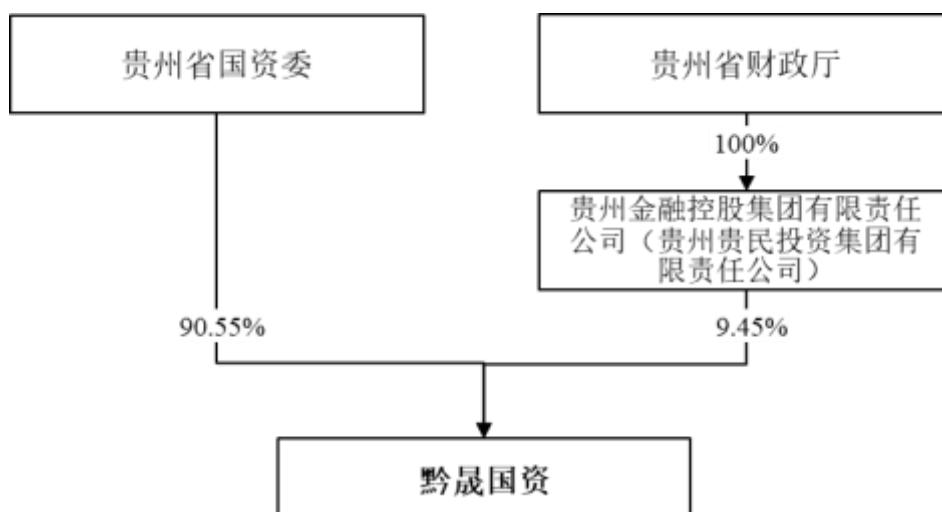 贵州省国资委
贵州省财政厅
100%
贵州金融控股集团有限责任
公司（贵州贵民投资集团有
限责任公司）
90.55%
9.45%
黔晟国资